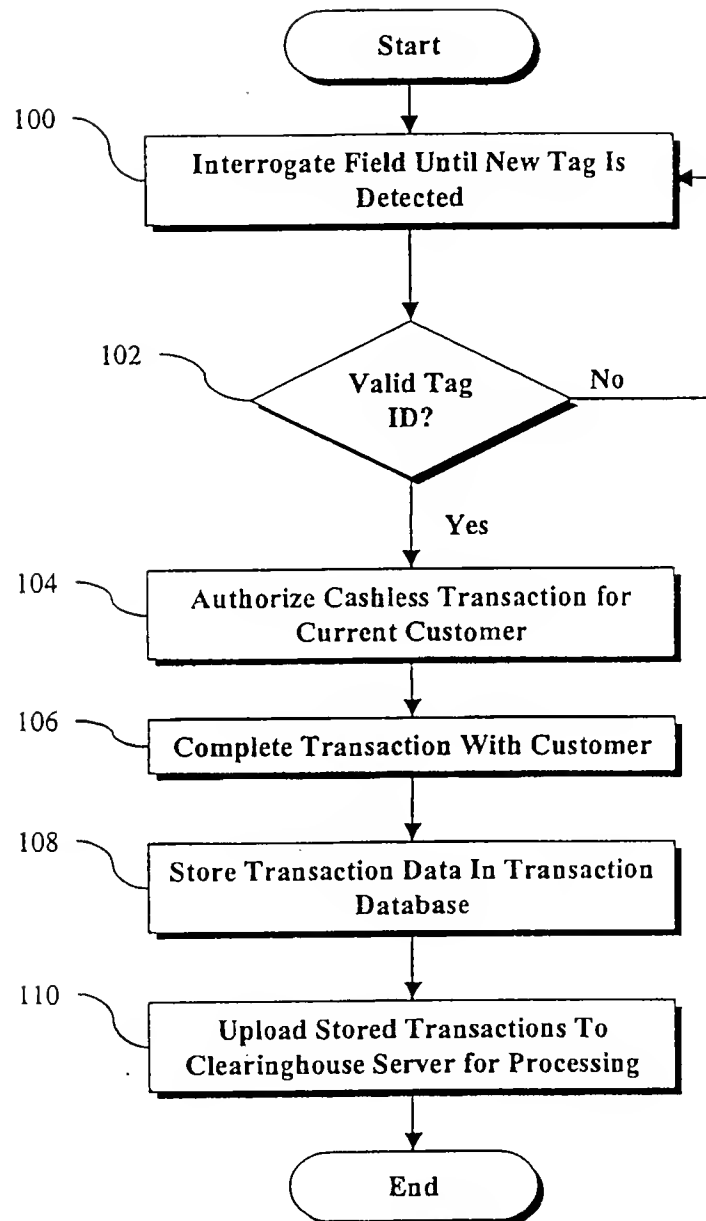 Start
100
Interrogate Field Until New Tag Is
Detected
102
Valid Tag
ID?
No
Yes
104
Authorize Cashless Transaction for
Current Customer
106
Complete Transaction With Customer
108
Store Transaction Data In Transaction
Database
110
Upload Stored Transactions To
Clearinghouse Server for Processing
End